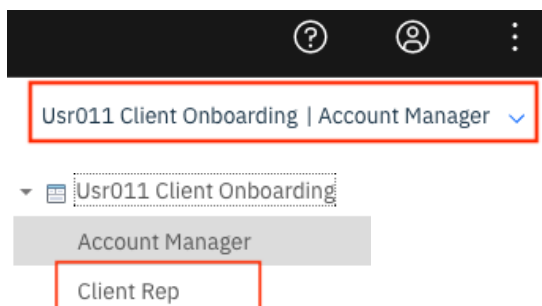 Usr011 Client Onboarding | Account Manager
Usr011 Client Onboarding
Account Manager
Client Rep